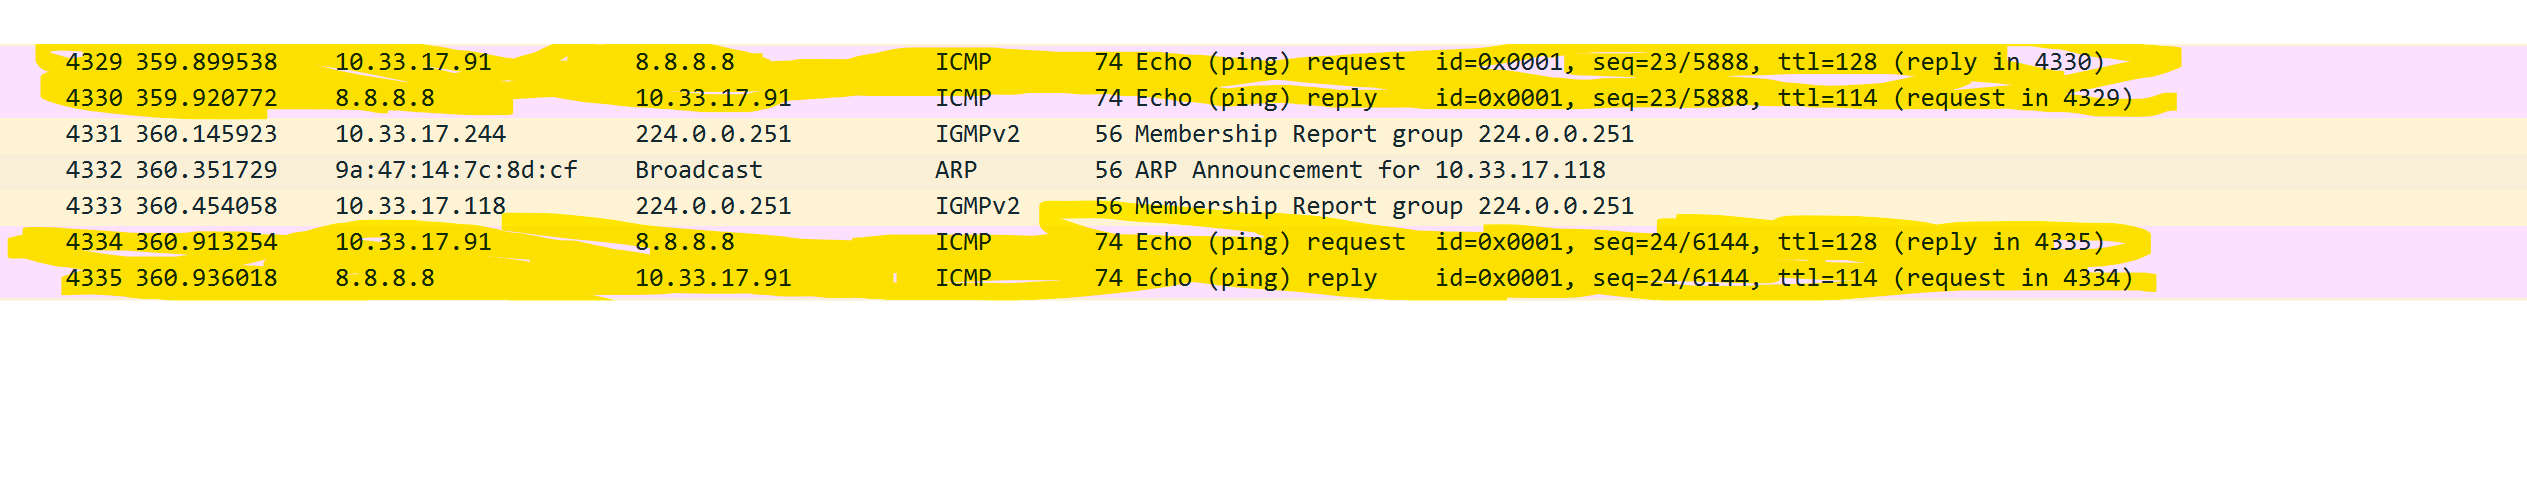 4329 359.899538 10.33.17.91 8.8.8.8 ICMP 74 Echo (ping) request id=0x0001, seq=23/5888, ttl=128 (reply in 4330)
4330 359.920772 8.8.8.8 10.33.17.91 ICMP 74 Echo (ping) reply id=0x0001, seq=23/5888, ttl=114 (request in 4329)
4331 360.145923 10.33.17.244 224.0.0.251 IGMPv2 56 Membership Report group 224.0.0.251
4332 360.351729 9a:47:14:7c:8d:cf Broadcast ARP 56 ARP Announcement for 10.33.17.118
4333 360.454058 10.33.17.118 224.0.0.251 IGMPv2 56 Membership Report group 224.0.0.251
4334 360.913254 10.33.17.91 8.8.8.8 ICMP 74 Echo (ping) request id=0x0001, seq=24/6144, ttl=128 (reply in 4335)
4335 360.936018 8.8.8.8 10.33.17.91 ICMP 74 Echo (ping) reply id=0x0001, seq=24/6144, ttl=114 (request in 4334)